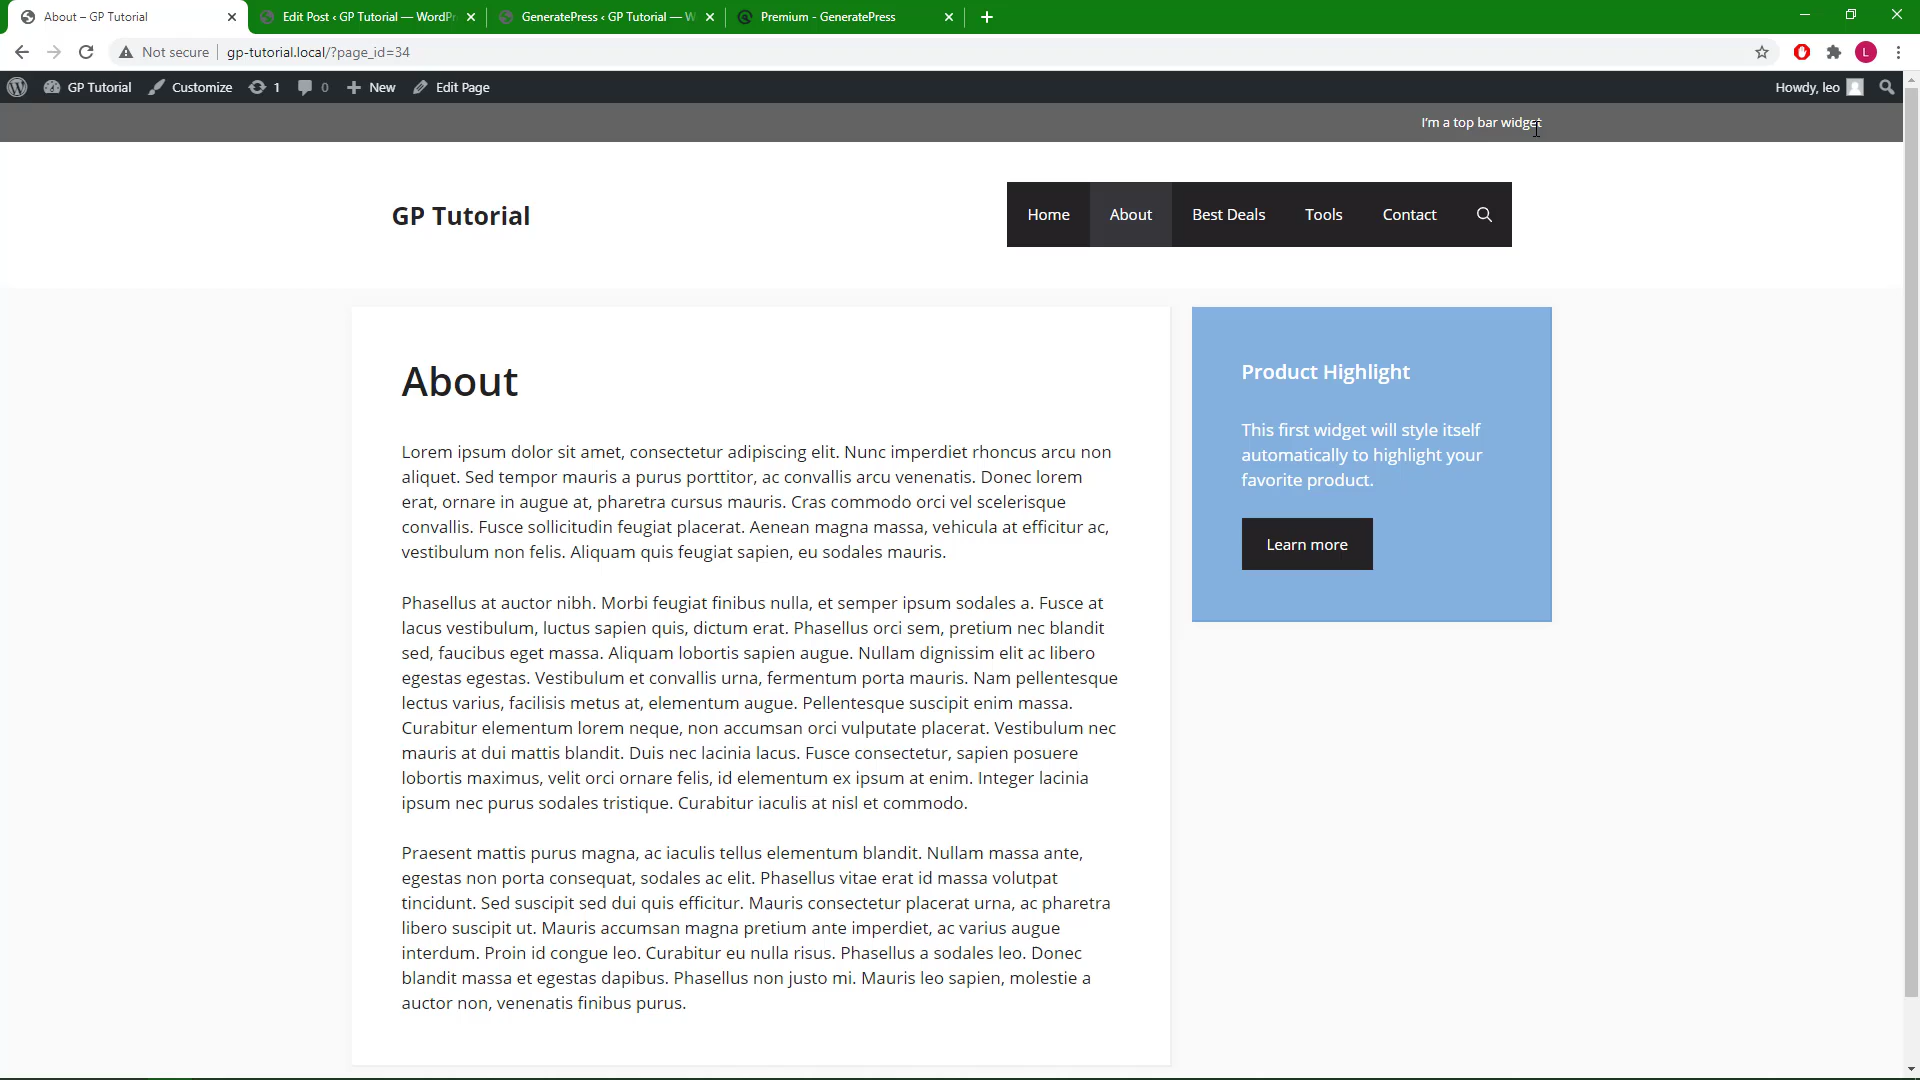 About – GP Tutorial
Edit Post ‹ GP Tutorial — WordPr
GeneratePress ‹ GP Tutorial — W
Premium - GeneratePress
Not secure
gp-tutorial.local/?page_id=34
L
GP Tutorial
Customize
1
0
New
Edit Page
Howdy, leo
I'm a top bar widget
GP Tutorial
Home
About
Best Deals
Tools
Contact
About
Lorem ipsum dolor sit amet, consectetur adipiscing elit. Nunc imperdiet rhoncus arcu non
aliquet. Sed tempor mauris a purus porttitor, ac convallis arcu venenatis. Donec lorem
erat, ornare in augue at, pharetra cursus mauris. Cras commodo orci vel scelerisque
convallis. Fusce sollicitudin feugiat placerat. Aenean magna massa, vehicula at efficitur ac,
vestibulum non felis. Aliquam quis feugiat sapien, eu sodales mauris.
Phasellus at auctor nibh. Morbi feugiat finibus nulla, et semper ipsum sodales a. Fusce at
lacus vestibulum, luctus sapien quis, dictum erat. Phasellus orci sem, pretium nec blandit
sed, faucibus eget massa. Aliquam lobortis sapien augue. Nullam dignissim elit ac libero
egestas egestas. Vestibulum et convallis urna, fermentum porta mauris. Nam pellentesque
lectus varius, facilisis metus at, elementum augue. Pellentesque suscipit enim massa.
Curabitur elementum lorem neque, non accumsan orci vulputate placerat. Vestibulum nec
mauris at dui mattis blandit. Duis nec lacinia lacus. Fusce consectetur, sapien posuere
lobortis maximus, velit orci ornare felis, id elementum ex ipsum at enim. Integer lacinia
ipsum nec purus sodales tristique. Curabitur iaculis at nisl et commodo.
Praesent mattis purus magna, ac iaculis tellus elementum blandit. Nullam massa ante,
egestas non porta consequat, sodales ac elit. Phasellus vitae erat id massa volutpat
tincidunt. Sed suscipit sed dui quis efficitur. Mauris consectetur placerat urna, ac pharetra
libero suscipit ut. Mauris accumsan magna pretium ante imperdiet, ac varius augue
interdum. Proin id congue leo. Curabitur eu nulla risus. Phasellus a sodales leo. Donec
blandit massa et egestas dapibus. Phasellus non justo mi. Mauris leo sapien, molestie a
auctor non, venenatis finibus purus.
Product Highlight
This first widget will style itself
automatically to highlight your
favorite product.
Learn more